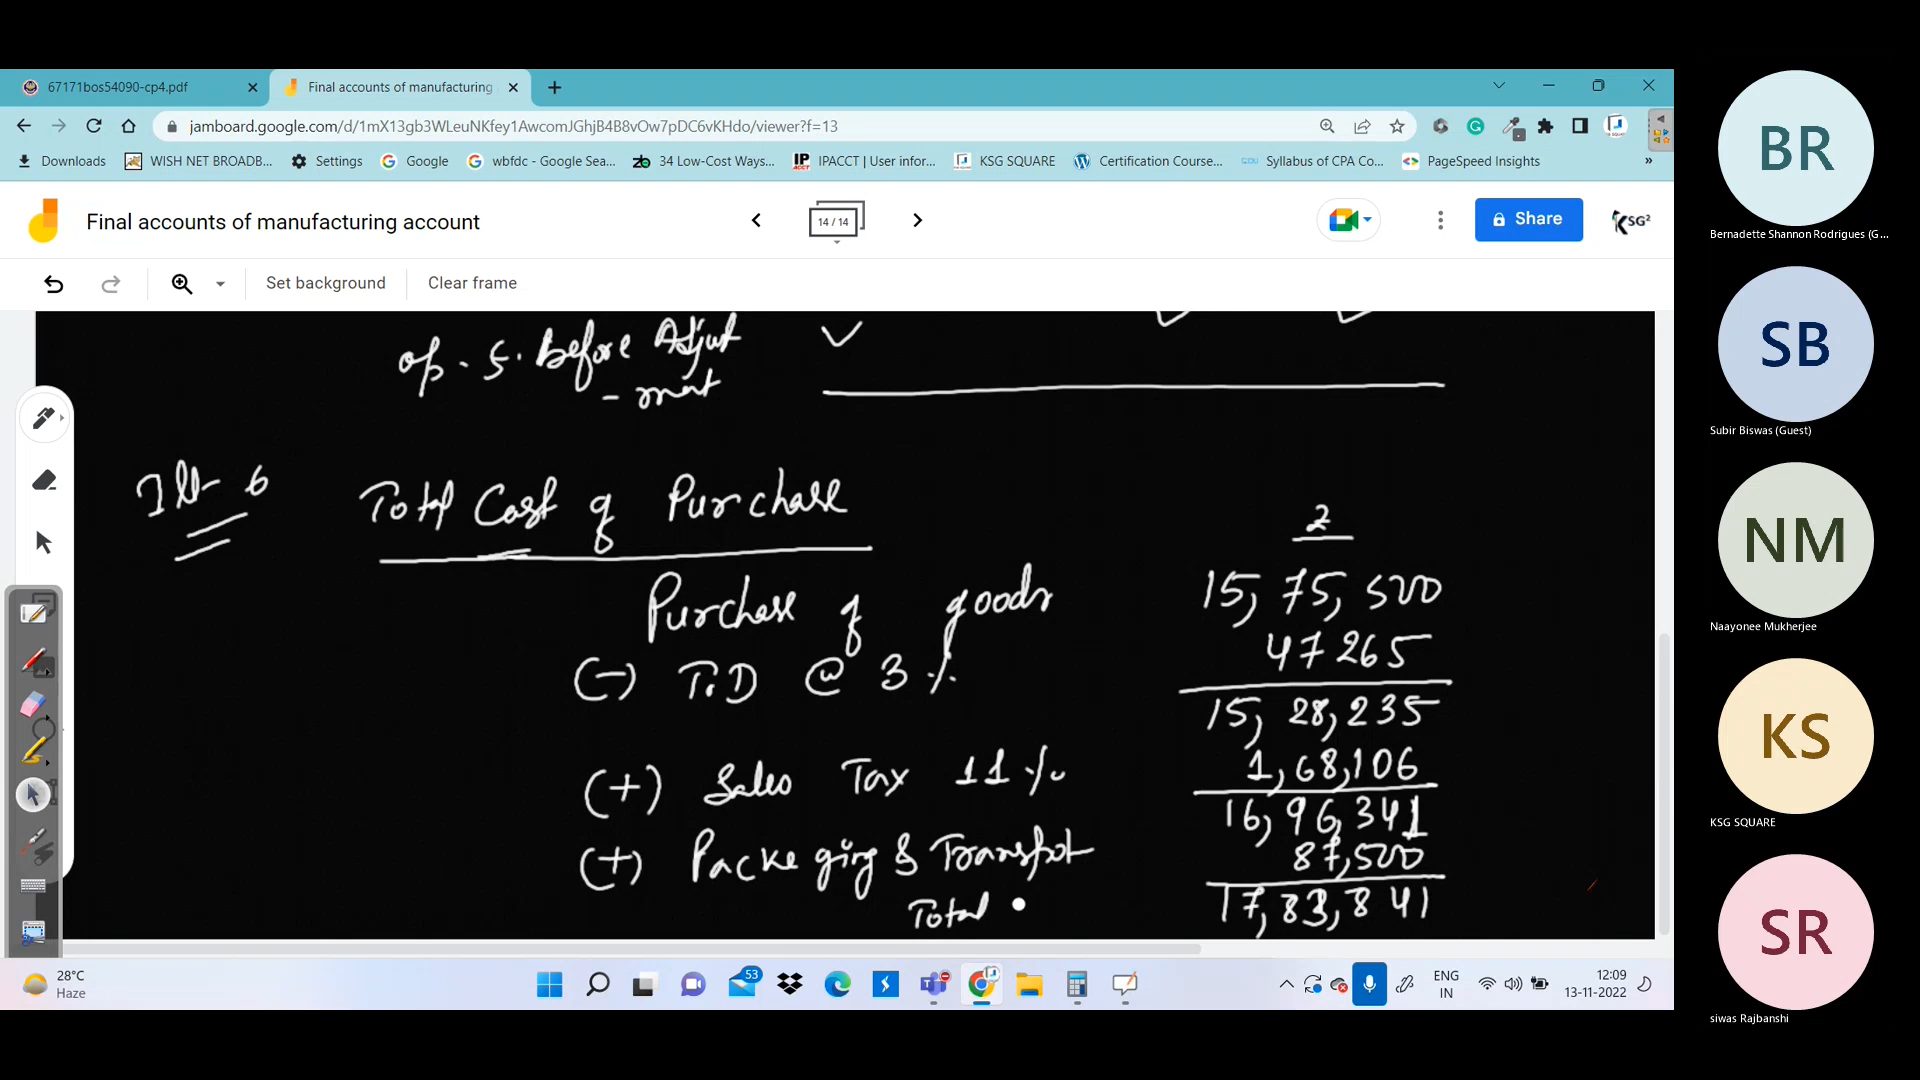 67171bos54090-cp4.pdf
Final accounts of manufacturing
jamboard.google.com/d/1mX13gb3WLeuNKfey1AwcomJGhjB4B8vOw7pDC6vKHdo/viewer?f=13
Downloads WISH NET BROADB... Settings Google wbfdc - Google Sea... 34 Low-Cost Ways... IPACCT | User infor... KSG SQUARE Certification Course... Syllabus of CPA Co... PageSpeed Insights »
Final accounts of manufacturing account
14 / 14
Share
KSG²
Set background Clear frame
op. S. Before Adjust
- ment
Ill- 6 Total Cost of Purchase
Purchase of goods 15,75,500
(-) T.D @ 3 % 47265
15,28,235
(+) Sales Tax 11 % 1,68,106
16,96,341
(+) Packeging & Transport 87,500
Total 17,83,841
28°C
Haze
53
ENG
IN
12:09
13-11-2022
BR
Bernadette Shannon Rodrigues (G...
SB
Subir Biswas (Guest)
NM
Naayonee Mukherjee
KS
KSG SQUARE
SR
siwas Rajbanshi